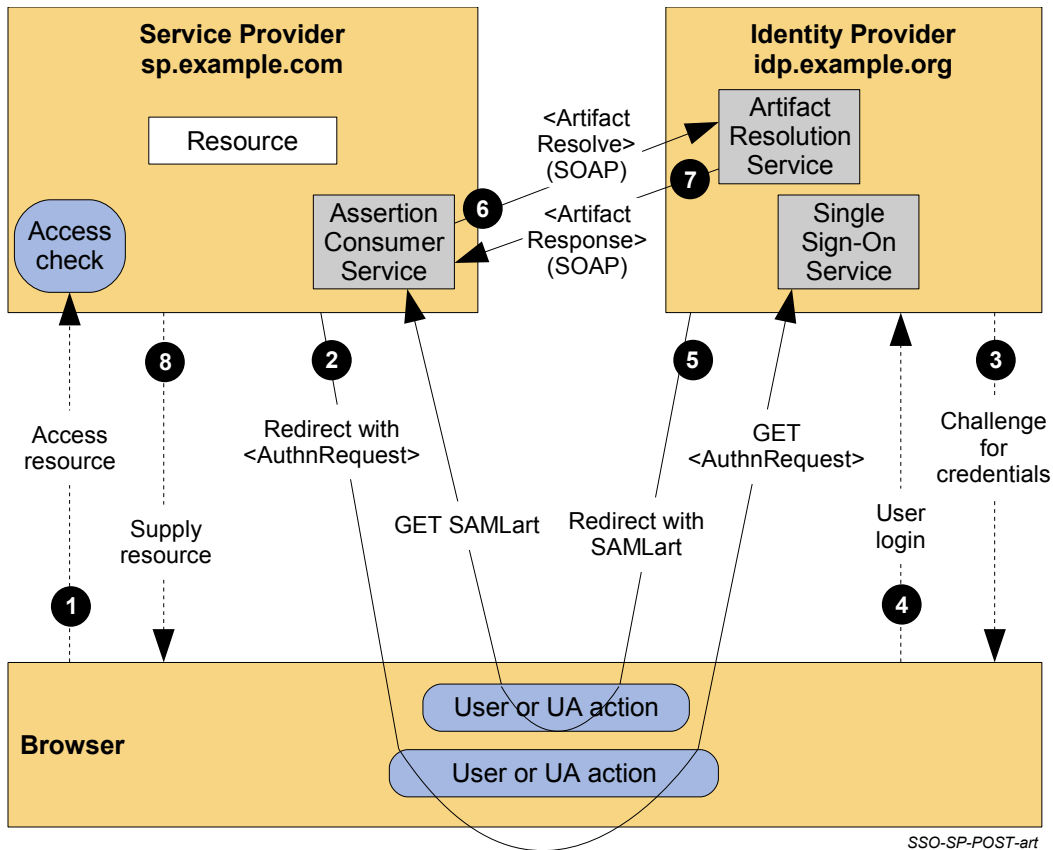 Service Provider
sp.example.com
Identity Provider
idp.example.org
Resource
<Artifact
Resolve>
(SOAP)
Artifact
Resolution
Service
Access
check
Assertion
Consumer
Service
6
7
<Artifact
Response>
(SOAP)
Single
Sign-On
Service
8
2
5
3
Access
resource
Redirect with
<AuthnRequest>
GET
<AuthnRequest>
Challenge
for
credentials
Supply
resource
GET SAMLart
Redirect with
SAMLart
User
login
1
4
User or UA action
Browser
User or UA action
SSO-SP-POST-art